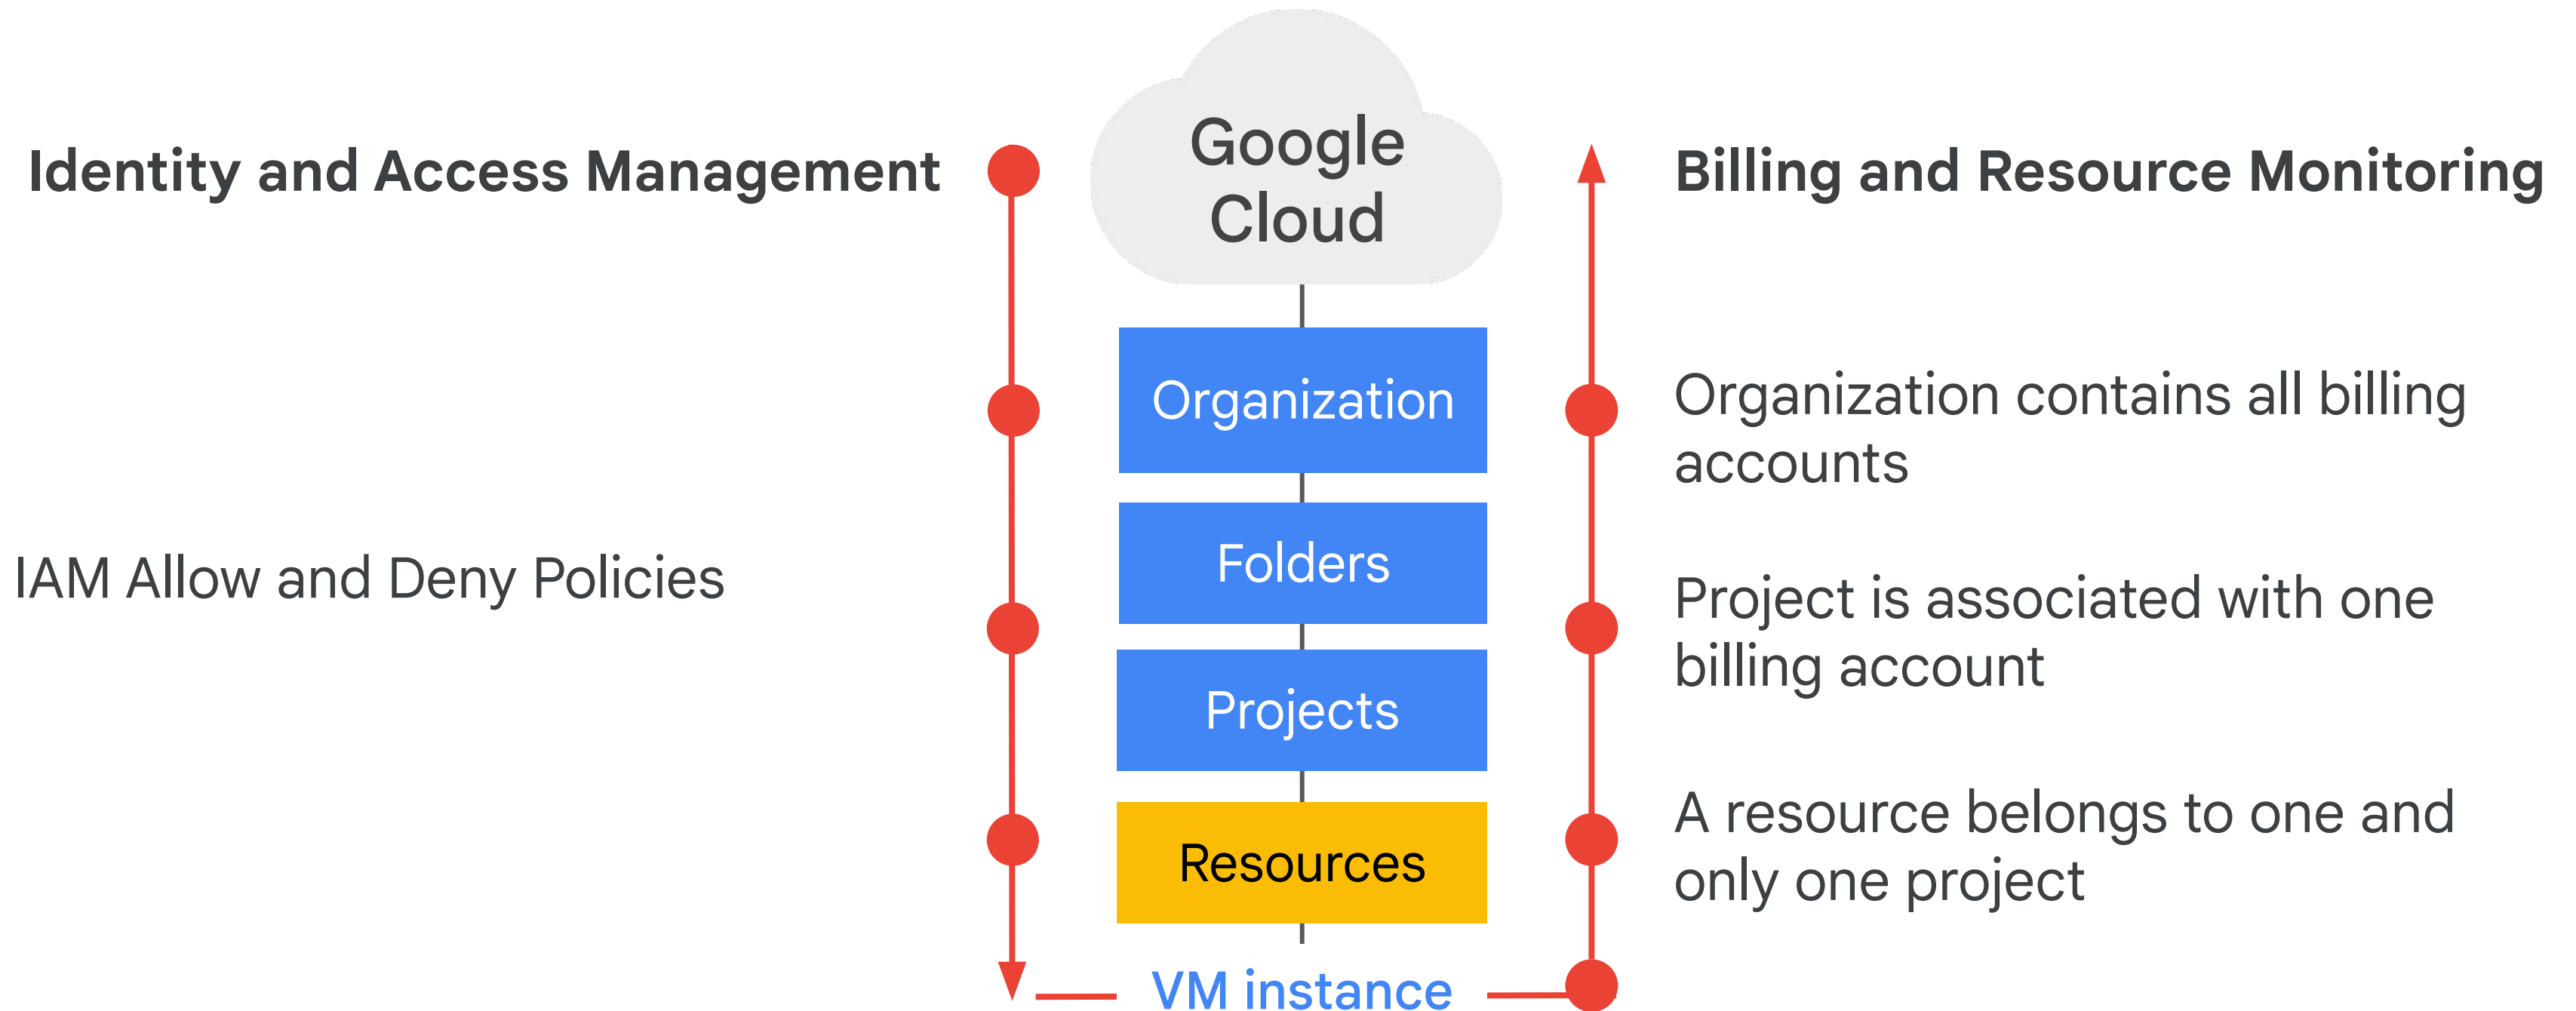 Google
Cloud
Identity and Access Management
Billing and Resource Monitoring
Organization
Organization contains all billing
accounts
Folders
IAM Allow and Deny Policies
Project is associated with one
billing account
Projects
Resources
A resource belongs to one and
only one project
VM instance